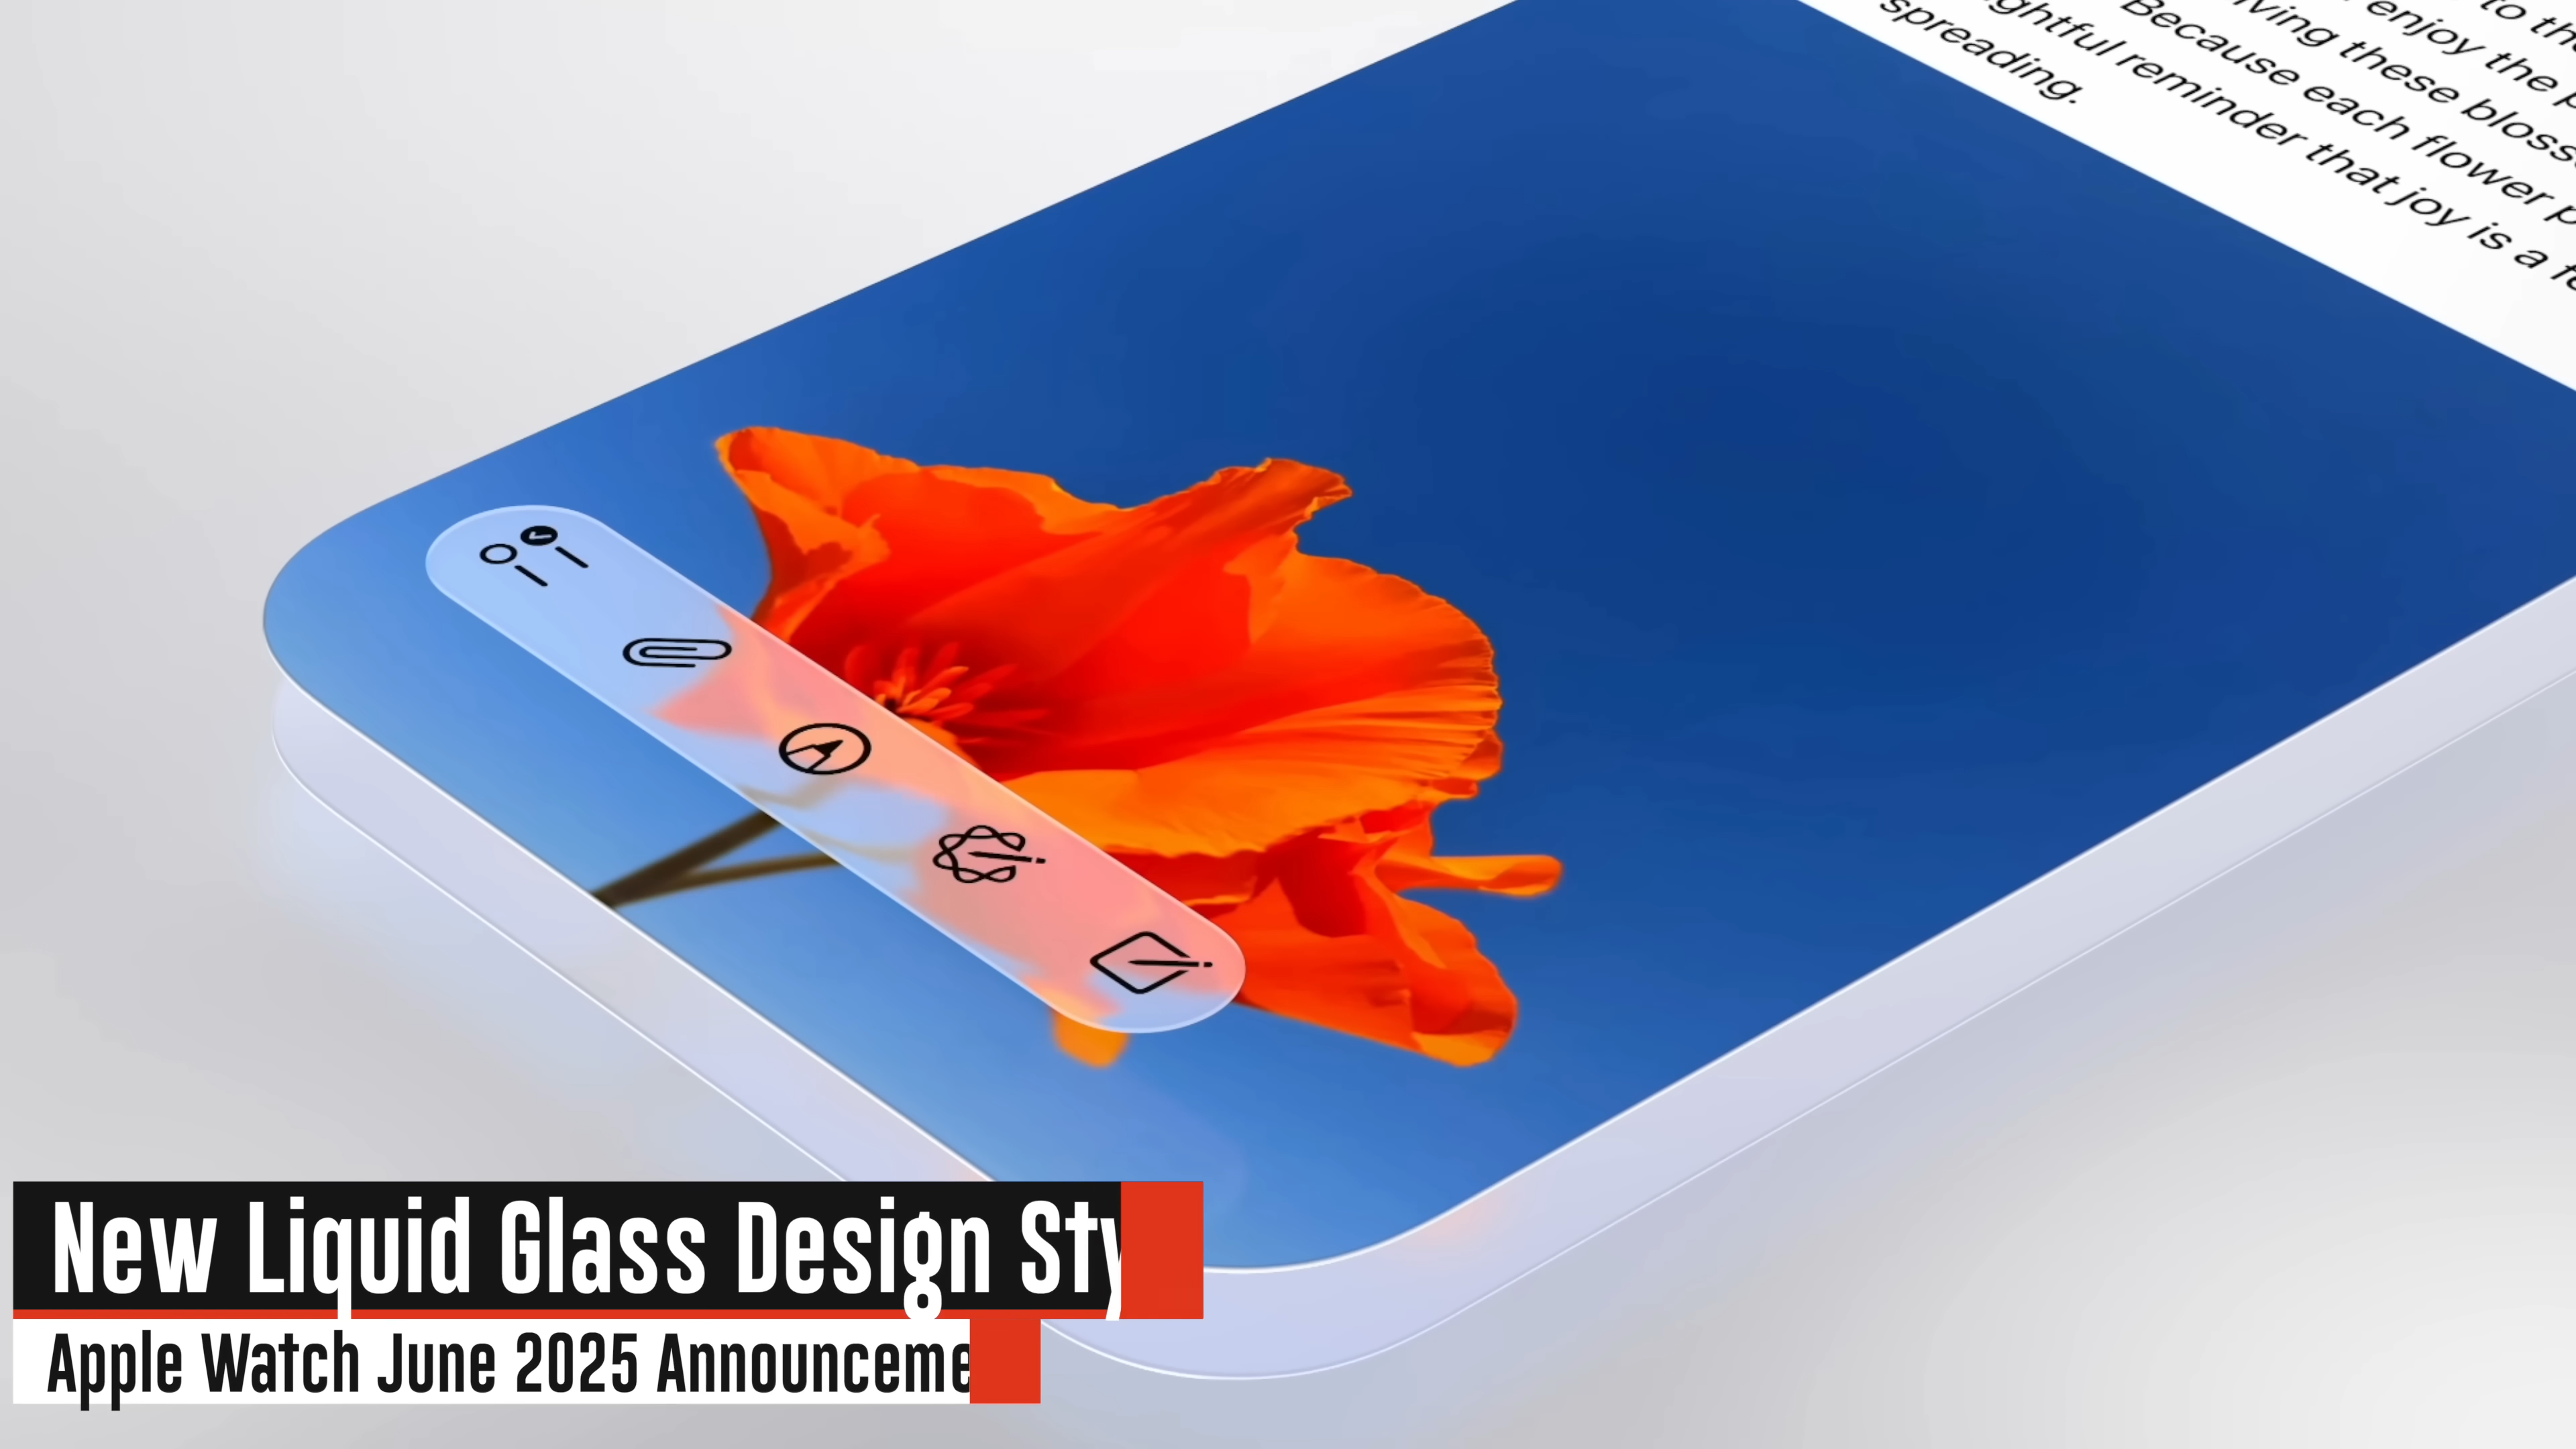 to th
enjoy the p
ving these bloss
Because each flower p
ghtful reminder that joy is a fe
spreading.
New Liquid Glass Design Sty
Apple Watch June 2025 Announceme